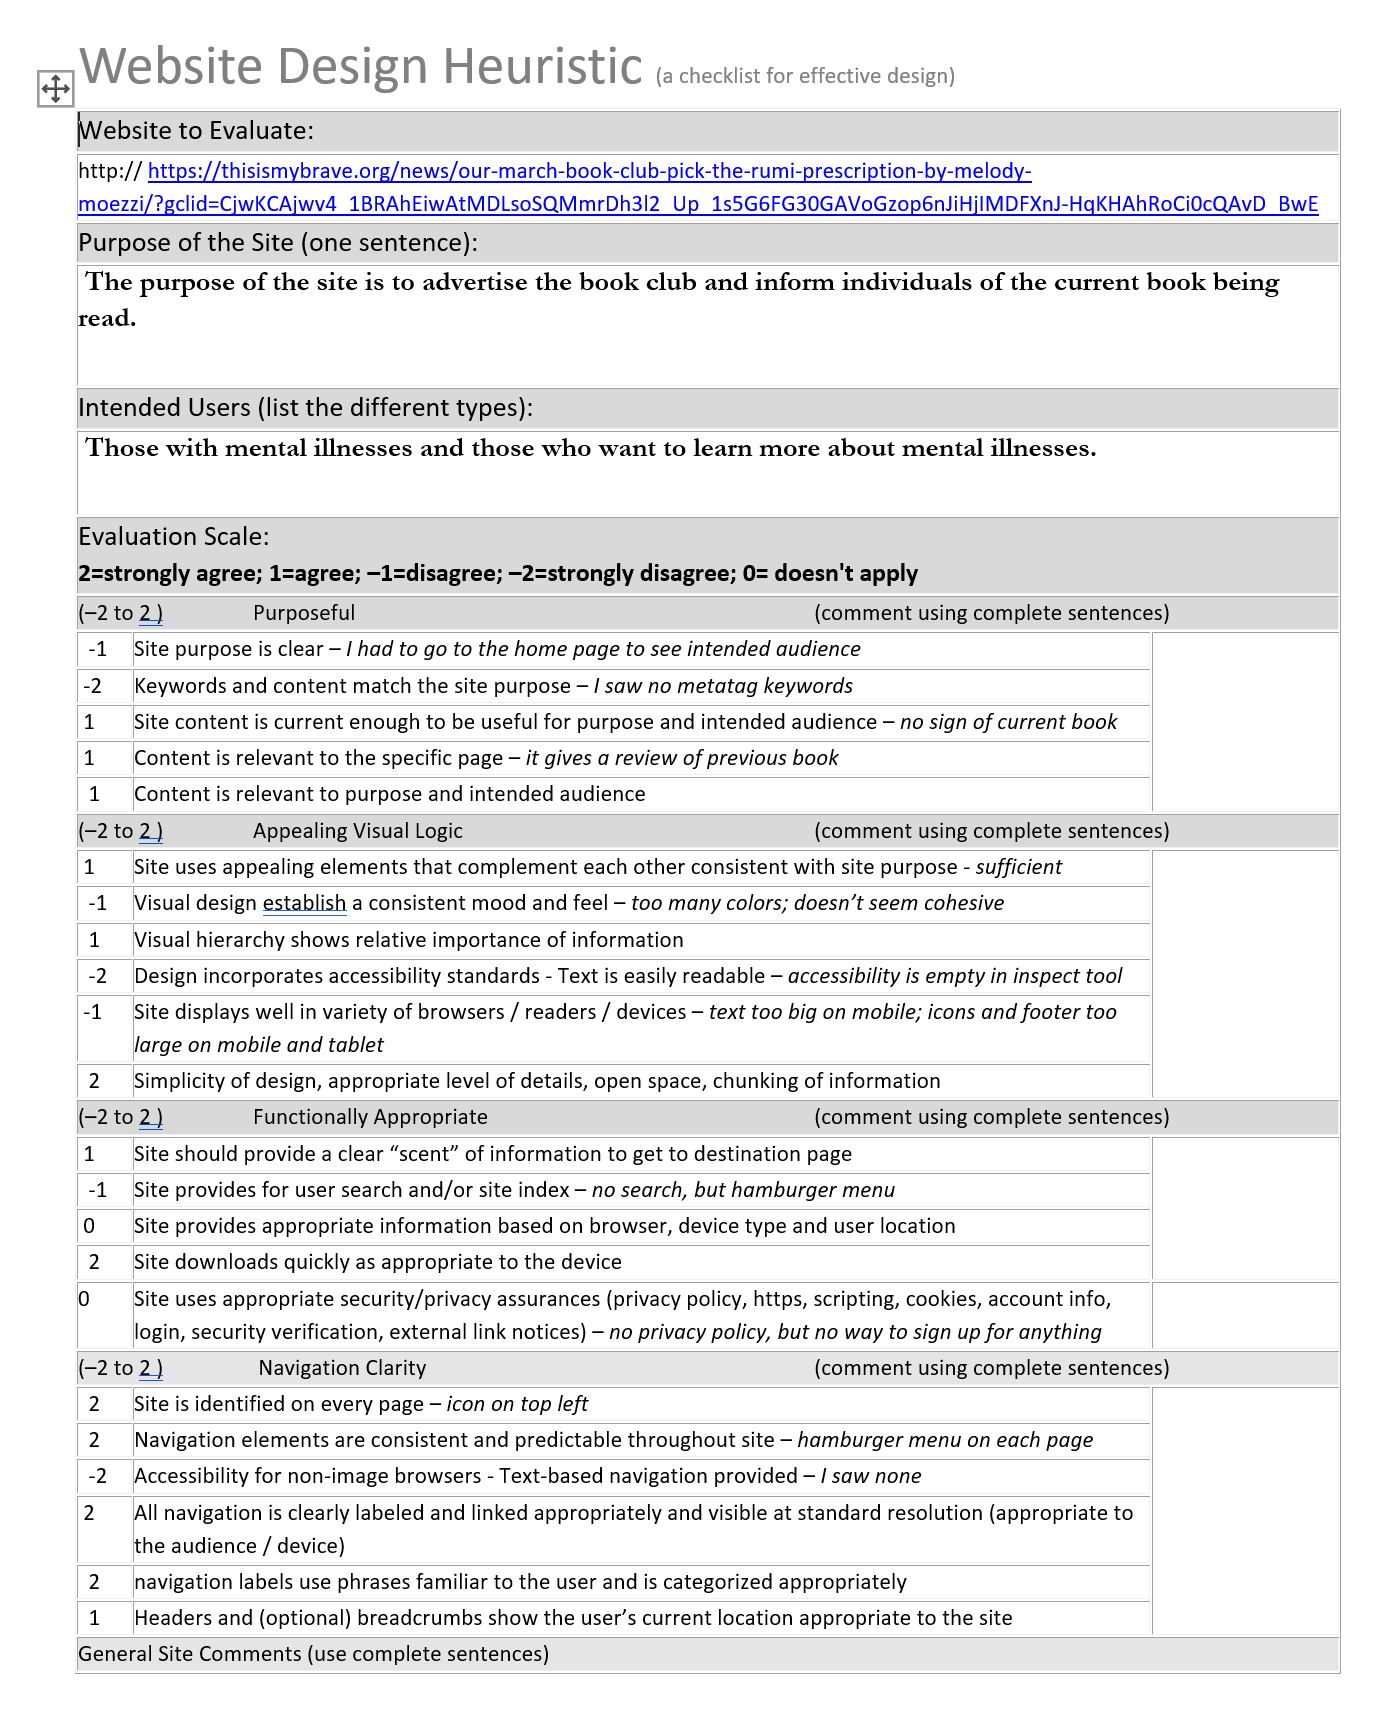 Website Design Heuristic (a checklist for effective design)
Website to Evaluate:
http:// https://thisismybrave.org/news/our-march-book-club-pick-the-rumi-prescription-by-melody-
moezzi/?gclid=CjwKCAjwv4_1BRAhEiwAtMDLsoSQMmrDh3l2_Up_1s5G6FG30GAVoGzop6nJiHjIMDFXnJ-HqKHAhRoCi0cQAvD_BwE
Purpose of the Site (one sentence):
The purpose of the site is to advertise the book club and inform individuals of the current book being
read.
Intended Users (list the different types):
Those with mental illnesses and those who want to learn more about mental illnesses.
Evaluation Scale:
2=strongly agree; 1=agree; –1=disagree; –2=strongly disagree; 0= doesn't apply
(–2 to 2 ) Purposeful (comment using complete sentences)
-1 Site purpose is clear – I had to go to the home page to see intended audience
-2 Keywords and content match the site purpose – I saw no metatag keywords
1 Site content is current enough to be useful for purpose and intended audience – no sign of current book
1 Content is relevant to the specific page – it gives a review of previous book
1 Content is relevant to purpose and intended audience
(–2 to 2 ) Appealing Visual Logic (comment using complete sentences)
1 Site uses appealing elements that complement each other consistent with site purpose - sufficient
-1 Visual design establish a consistent mood and feel – too many colors; doesn’t seem cohesive
1 Visual hierarchy shows relative importance of information
-2 Design incorporates accessibility standards - Text is easily readable – accessibility is empty in inspect tool
-1 Site displays well in variety of browsers / readers / devices – text too big on mobile; icons and footer too
large on mobile and tablet
2 Simplicity of design, appropriate level of details, open space, chunking of information
(–2 to 2 ) Functionally Appropriate (comment using complete sentences)
1 Site should provide a clear “scent” of information to get to destination page
-1 Site provides for user search and/or site index – no search, but hamburger menu
0 Site provides appropriate information based on browser, device type and user location
2 Site downloads quickly as appropriate to the device
0 Site uses appropriate security/privacy assurances (privacy policy, https, scripting, cookies, account info,
login, security verification, external link notices) – no privacy policy, but no way to sign up for anything
(–2 to 2 ) Navigation Clarity (comment using complete sentences)
2 Site is identified on every page – icon on top left
2 Navigation elements are consistent and predictable throughout site – hamburger menu on each page
-2 Accessibility for non-image browsers - Text-based navigation provided – I saw none
2 All navigation is clearly labeled and linked appropriately and visible at standard resolution (appropriate to
the audience / device)
2 navigation labels use phrases familiar to the user and is categorized appropriately
1 Headers and (optional) breadcrumbs show the user’s current location appropriate to the site
General Site Comments (use complete sentences)